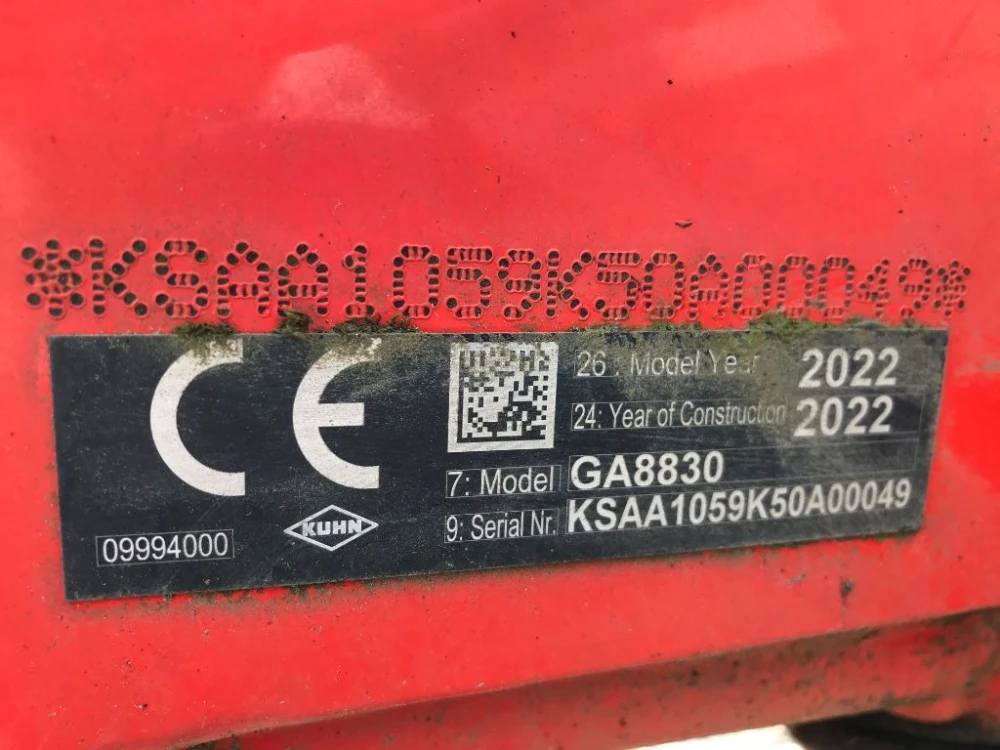 *KSAA1059K50A00049*
CE
26 : Model Year 2022
24: Year of Construction 2022
7: Model GA8830
9: Serial Nr. KSAA1059K50A00049
KUHN
09994000